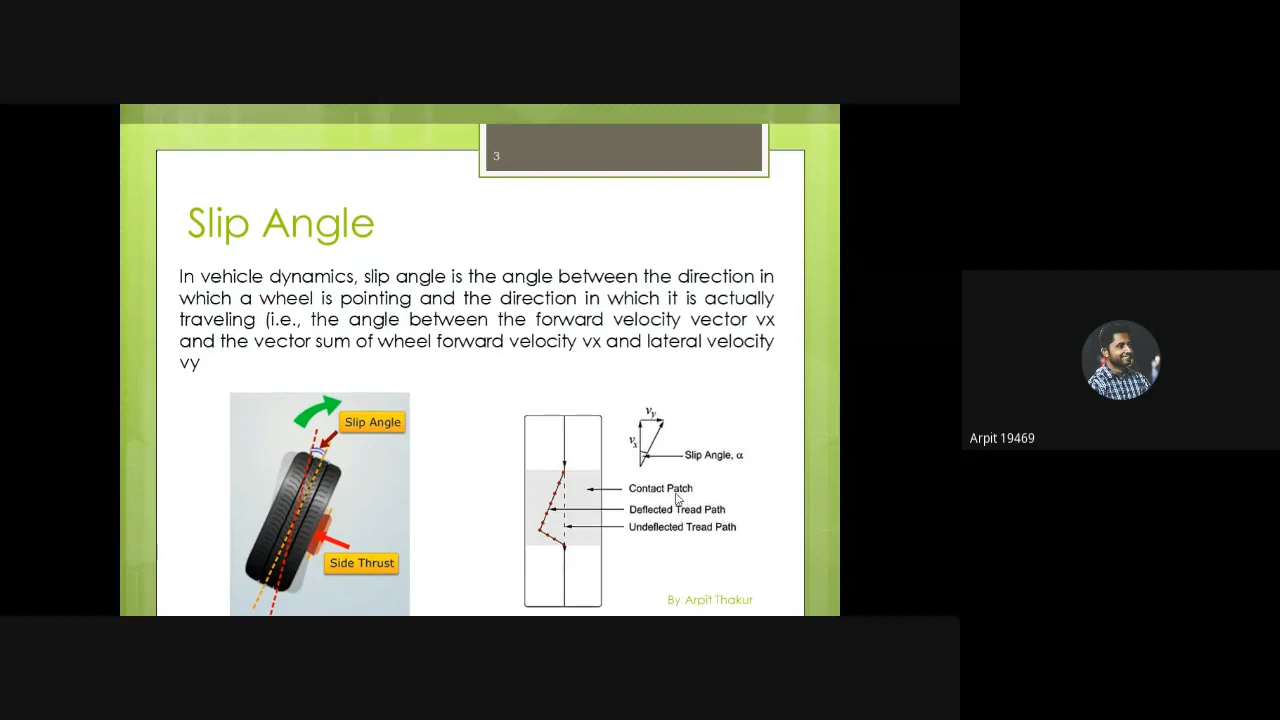 3
Slip Angle
In vehicle dynamics, slip angle is the angle between the direction in
which a wheel is pointing and the direction in which it is actually
traveling (i.e., the angle between the forward velocity vector vx
and the vector sum of wheel forward velocity vx and lateral velocity
vy
Slip Angle
Side Thrust
vy
vx
Slip Angle, α
Contact Patch
Deflected Tread Path
Undeflected Tread Path
By Arpit Thakur
Arpit 19469